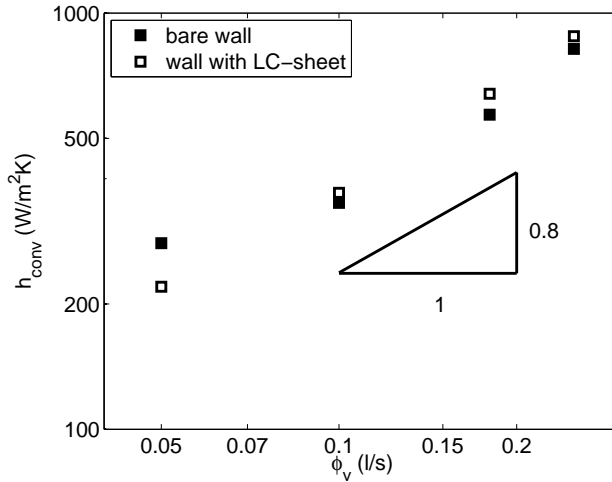 1000
bare wall
wall with LC−sheet
500
h_conv (W/m²K)
0.8
1
200
100
0.05
0.07
0.1
0.15
0.2
ϕ_v (l/s)